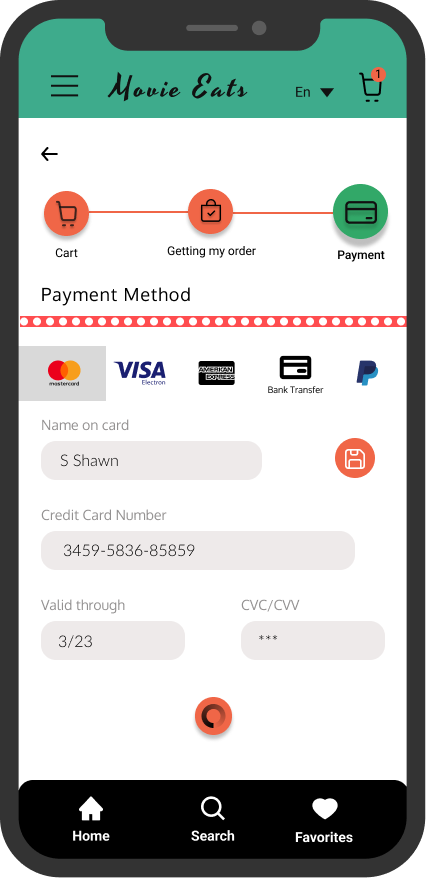 Movie Eats En 1
Cart Getting my order Payment
Payment Method
mastercard VISA Electron AMERICAN EXPRESS Bank Transfer
Name on card
S Shawn
Credit Card Number
3459-5836-85859
Valid through CVC/CVV
3/23 ***
Home Search Favorites